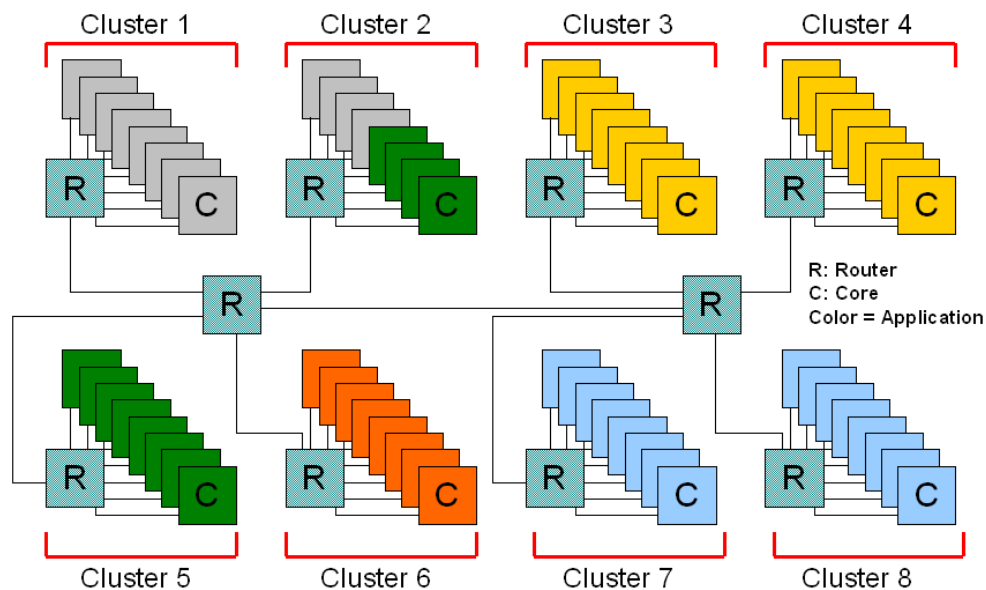 Cluster 1
Cluster 2
Cluster 3
Cluster 4
R
C
R
C
R
C
R
C
R
R
R: Router
C: Core
Color = Application
R
C
R
C
R
C
R
C
Cluster 5
Cluster 6
Cluster 7
Cluster 8